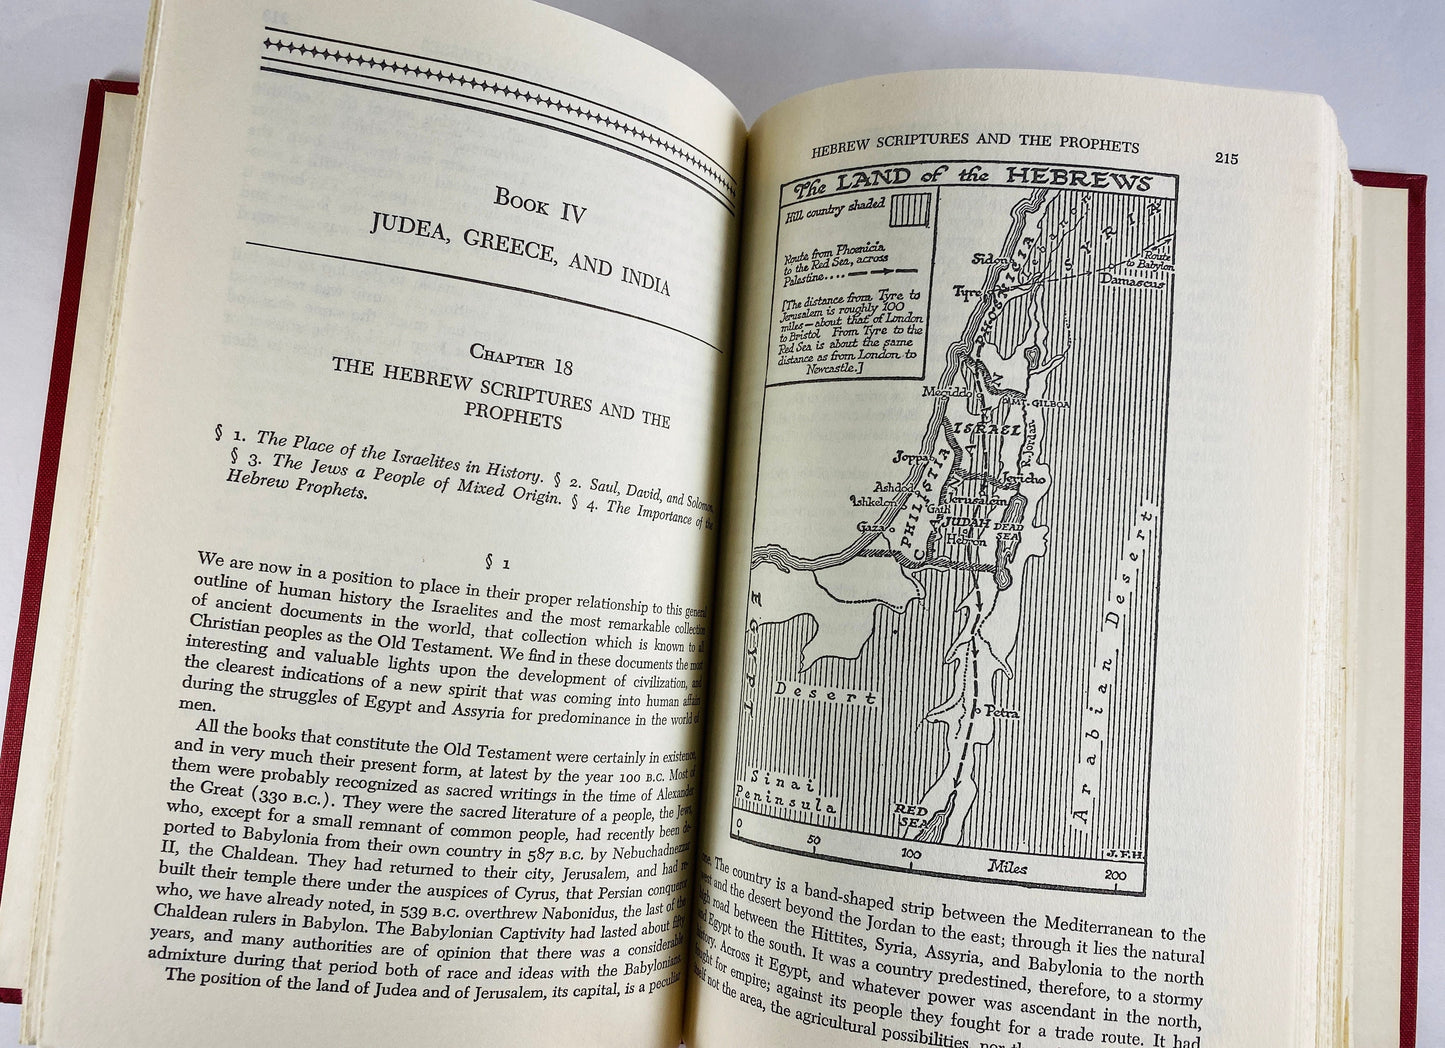 Book IV
JUDEA, GREECE, AND INDIA
Chapter 18
THE HEBREW SCRIPTURES AND THE
PROPHETS
§ 1. The Place of the Israelites in History. § 2. Saul, David, and Solomon.
§ 3. The Jews a People of Mixed Origin. § 4. The Importance of the
Hebrew Prophets.
§ 1
We are now in a position to place in their proper relationship to this general
outline of human history the Israelites and the most remarkable collection
of ancient documents in the world, that collection which is known to all
Christian peoples as the Old Testament. We find in these documents the most
interesting and valuable lights upon the development of civilization, and
the clearest indications of a new spirit that was coming into human affairs
during the struggles of Egypt and Assyria for predominance in the world of
men.
All the books that constitute the Old Testament were certainly in existence,
and in very much their present form, at latest by the year 100 B.C. Most of
them were probably recognized as sacred writings in the time of Alexander
the Great (330 B.C.). They were the sacred literature of a people, the Jews,
who, except for a small remnant of common people, had recently been de-
ported to Babylonia from their own country in 587 B.C. by Nebuchadnezzar
II, the Chaldean. They had returned to their city, Jerusalem, and had re-
built their temple there under the auspices of Cyrus, that Persian conqueror
who, we have already noted, in 539 B.C. overthrew Nabonidus, the last of the
Chaldean rulers in Babylon. The Babylonian Captivity had lasted about fifty
years, and many authorities are of opinion that there was a considerable
admixture during that period both of race and ideas with the Babylonians.
The position of the land of Judea and of Jerusalem, its capital, is a peculiar
HEBREW SCRIPTURES AND THE PROPHETS 215
The LAND of the HEBREWS
Hill country shaded
Route from Phoenicia
to the Red Sea, across
Palestine....
[The distance from Tyre to
Jerusalem is roughly 100
miles—about that of London
to Bristol. From Tyre to the
Red Sea is about the same
distance as from London to
Newcastle.]
SYRIA
Lebanon
Route
to Babylon
Damascus
Sidon
Tyre
PHOENICIA
Megiddo
MT. GILBOA
ISRAEL
R. Jordan
CANAAN
Joppa
Jericho
Ashdod
Ishkelon
Jerusalem
Gath
PHILISTIA
JUDAH
DEAD
SEA
Gaza
Hebron
EGYPT
Desert
Petra
Arabian Desert
Sinai
Peninsula
RED
SEA
0 50 100 Miles 200
J.F.H.
one. The country is a band-shaped strip between the Mediterranean to the
west and the desert beyond the Jordan to the east; through it lies the natural
high road between the Hittites, Syria, Assyria, and Babylonia to the north
and Egypt to the south. It was a country predestined, therefore, to a stormy
history. Across it Egypt, and whatever power was ascendant in the north,
fought for empire; against its people they fought for a trade route. It had
itself not the area, the agricultural possibilities, nor the